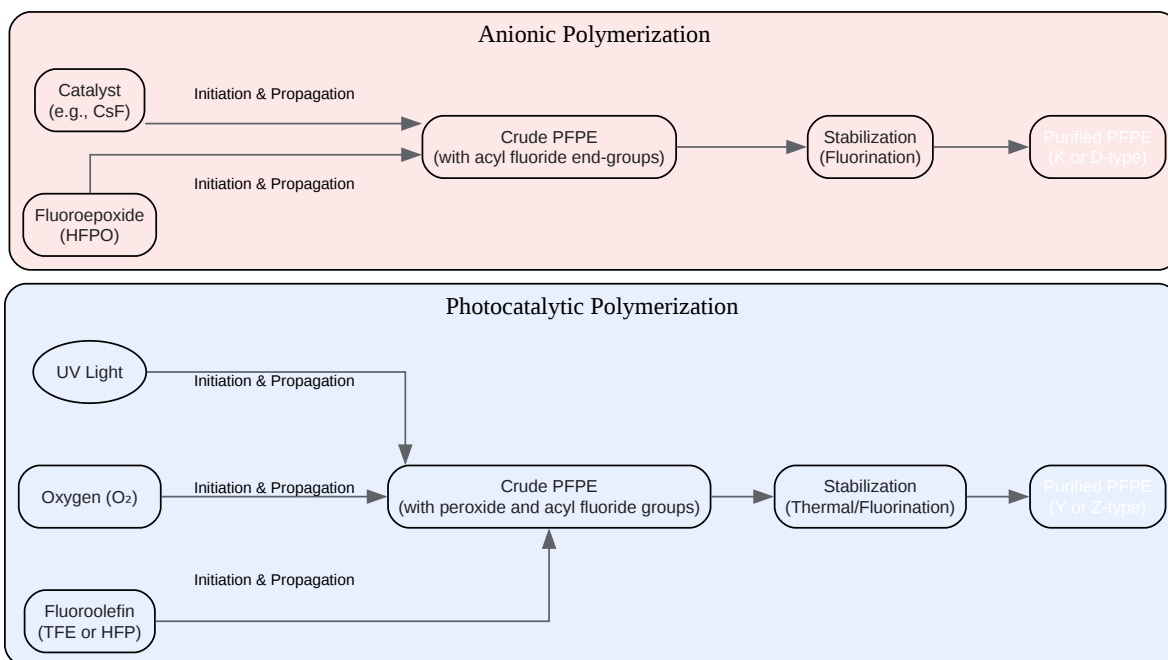 Anionic Polymerization
Catalyst
(e.g., CsF)
Initiation & Propagation
Crude PFPE
(with acyl fluoride end-groups)
Stabilization
(Fluorination)
Purified PFPE
(K or D-type)
Initiation & Propagation
Fluoroepoxide
(HFPO)
Photocatalytic Polymerization
UV Light
Initiation & Propagation
Oxygen (O₂)
Initiation & Propagation
Crude PFPE
(with peroxide and acyl fluoride groups)
Stabilization
(Thermal/Fluorination)
Purified PFPE
(Y or Z-type)
Initiation & Propagation
Fluoroolefin
(TFE or HFP)